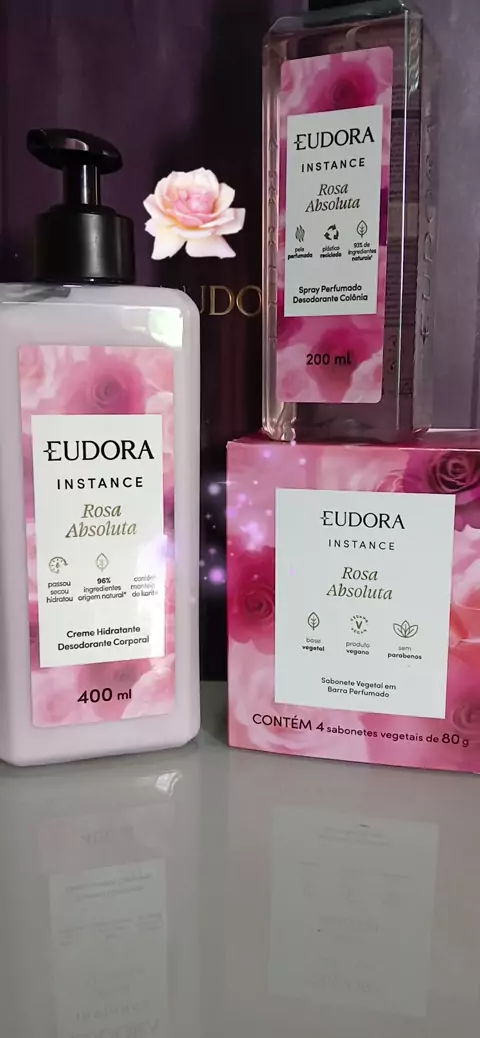 EUDORA
INSTANCE
Rosa
Absoluta
pele
perfumada
plástico
reciclado
93% de
ingredientes
naturais*
Spray Perfumado
Desodorante Colônia
200 ml
UDO
EUDORA
INSTANCE
Rosa
Absoluta
passou
secou
hidratou
96%
ingredientes
origem natural*
contém
manteiga
de karité
Creme Hidratante
Desodorante Corporal
400 ml
EUDORA
INSTANCE
Rosa
Absoluta
base
vegetal
produto
vegano
sem
parabenos
Sabonete Vegetal em
Barra Perfumado
CONTÉM 4 sabonetes vegetais de 80 g